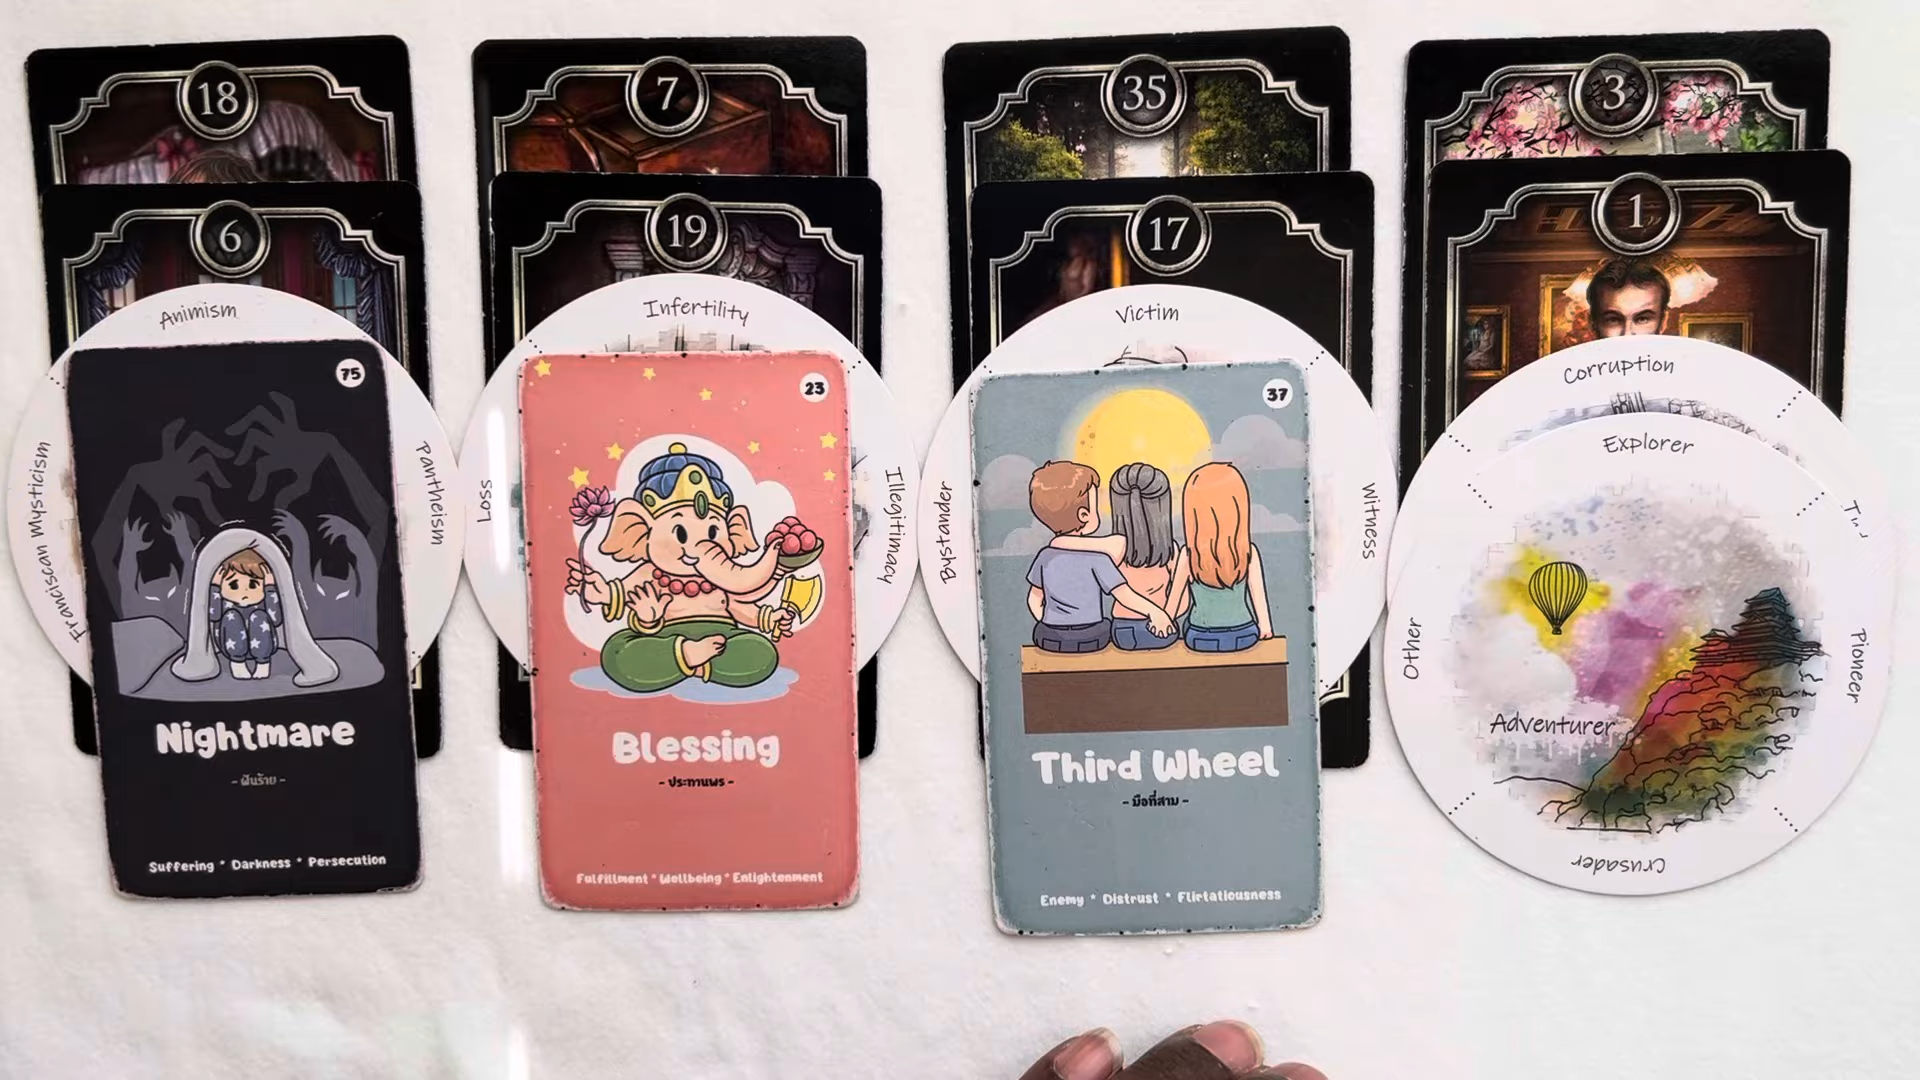 18
7
35
3
6
19
17
1
Animism
Infertility
Victim
Corruption
Franciscan Mysticism
Pantheism
Loss
Illegitimacy
Bystander
Witness
Explorer
Other
Pioneer
Adventurer
Crusader
75
Nightmare
- ฝันร้าย -
Suffering * Darkness * Persecution
23
Blessing
- ประทานพร -
Fulfillment * Wellbeing * Enlightenment
37
Third Wheel
- มือที่สาม -
Enemy * Distrust * Flirtatiousness